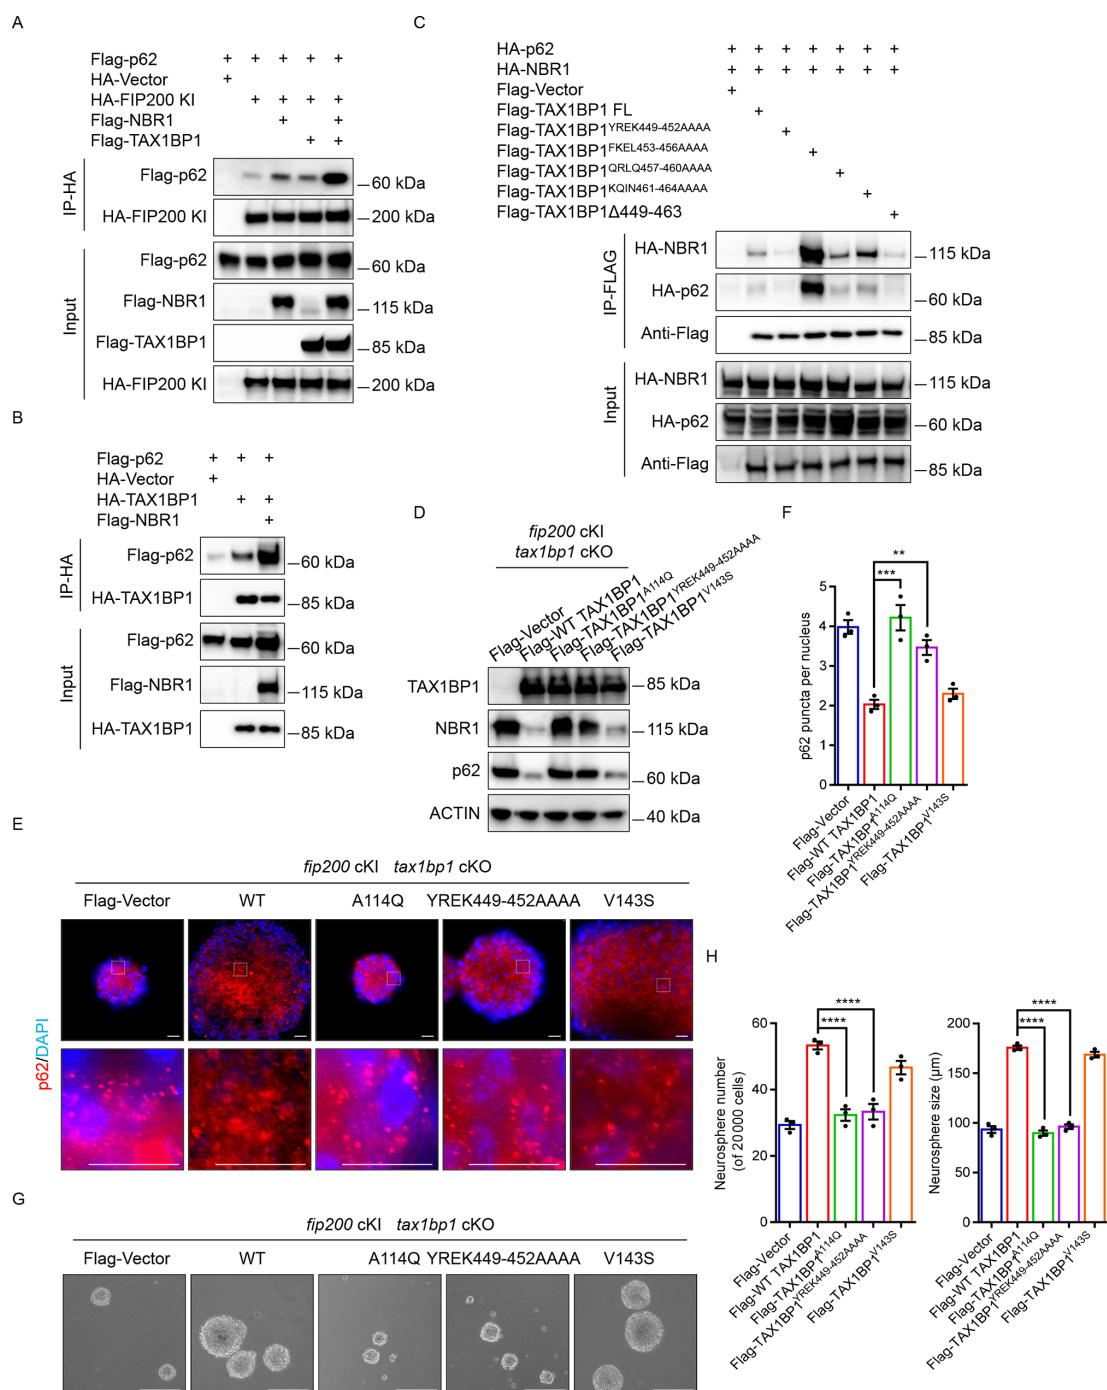 A
Flag-p62 + + + + +
HA-Vector +
HA-FIP200 KI + + + +
Flag-NBR1 + +
Flag-TAX1BP1 + +
IP-HA
Flag-p62 60 kDa
HA-FIP200 KI 200 kDa
Input
Flag-p62 60 kDa
Flag-NBR1 115 kDa
Flag-TAX1BP1 85 kDa
HA-FIP200 KI 200 kDa
B
Flag-p62 + + +
HA-Vector +
HA-TAX1BP1 + +
Flag-NBR1 +
IP-HA
Flag-p62 60 kDa
HA-TAX1BP1 85 kDa
Input
Flag-p62 60 kDa
Flag-NBR1 115 kDa
HA-TAX1BP1 85 kDa
C
HA-p62 + + + + + + +
HA-NBR1 + + + + + + +
Flag-Vector +
Flag-TAX1BP1 FL +
Flag-TAX1BP1YREK449-452AAAA +
Flag-TAX1BP1FKEL453-456AAAA +
Flag-TAX1BP1QRLQ457-460AAAA +
Flag-TAX1BP1KQIN461-464AAAA +
Flag-TAX1BP1Δ449-463 +
IP-FLAG
HA-NBR1 115 kDa
HA-p62 60 kDa
Anti-Flag 85 kDa
Input
HA-NBR1 115 kDa
HA-p62 60 kDa
Anti-Flag 85 kDa
D
fip200 cKI
tax1bp1 cKO
Flag-Vector
Flag-WT TAX1BP1
Flag-TAX1BP1A114Q
Flag-TAX1BP1YREK449-452AAAA
Flag-TAX1BP1V143S
TAX1BP1 85 kDa
NBR1 115 kDa
p62 60 kDa
ACTIN 40 kDa
F
**
***
p62 puncta per nucleus
5
4
3
2
1
0
Flag-Vector
Flag-WT TAX1BP1
Flag-TAX1BP1A114Q
Flag-TAX1BP1YREK449-452AAAA
Flag-TAX1BP1V143S
E
fip200 cKI tax1bp1 cKO
Flag-Vector WT A114Q YREK449-452AAAA V143S
p62/DAPI
G
fip200 cKI tax1bp1 cKO
Flag-Vector WT A114Q YREK449-452AAAA V143S
H
****
****
Neurosphere number
(of 20 000 cells)
60
40
20
0
Flag-Vector
Flag-WT TAX1BP1
Flag-TAX1BP1A114Q
Flag-TAX1BP1YREK449-452AAAA
Flag-TAX1BP1V143S
****
****
Neurosphere size (μm)
200
150
100
50
0
Flag-Vector
Flag-WT TAX1BP1
Flag-TAX1BP1A114Q
Flag-TAX1BP1YREK449-452AAAA
Flag-TAX1BP1V143S